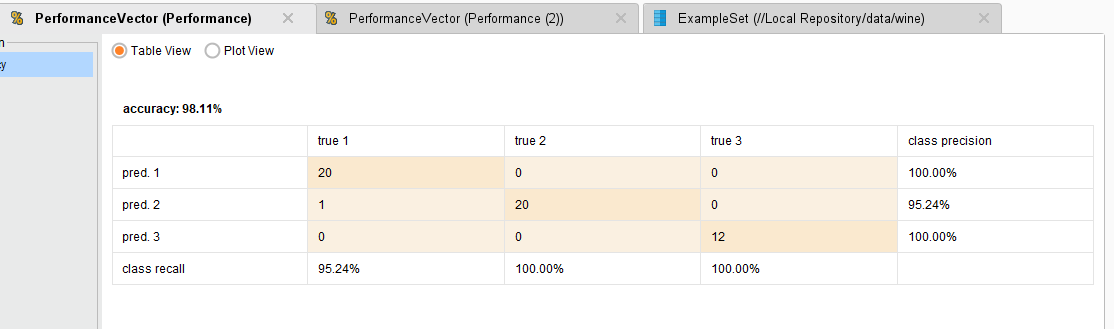 PerformanceVector (Performance) PerformanceVector (Performance (2)) ExampleSet (//Local Repository/data/wine)
n
cy
Table View Plot View
accuracy: 98.11%
true 1 true 2 true 3 class precision
pred. 1 20 0 0 100.00%
pred. 2 1 20 0 95.24%
pred. 3 0 0 12 100.00%
class recall 95.24% 100.00% 100.00%